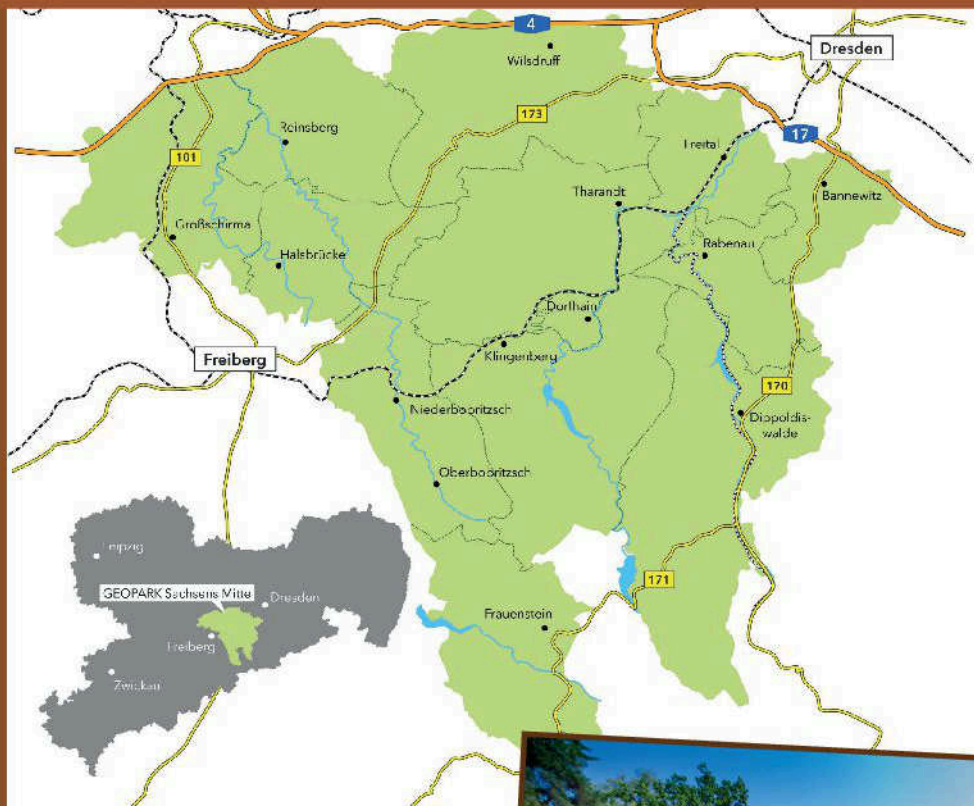 4
Wilsdruff
Dresden
173
Reinsberg
101
Freital
17
Tharandt
Bannewitz
Großschirma
Halsbrücke
Rabenau
Dorfhain
Klingenberg
Freiberg
170
Niederbobritzsch
Dippoldis-
walde
Oberbobritzsch
Leipzig
171
GEOPARK Sachsens Mitte
Dresden
Frauenstein
Freiberg
Zwickau